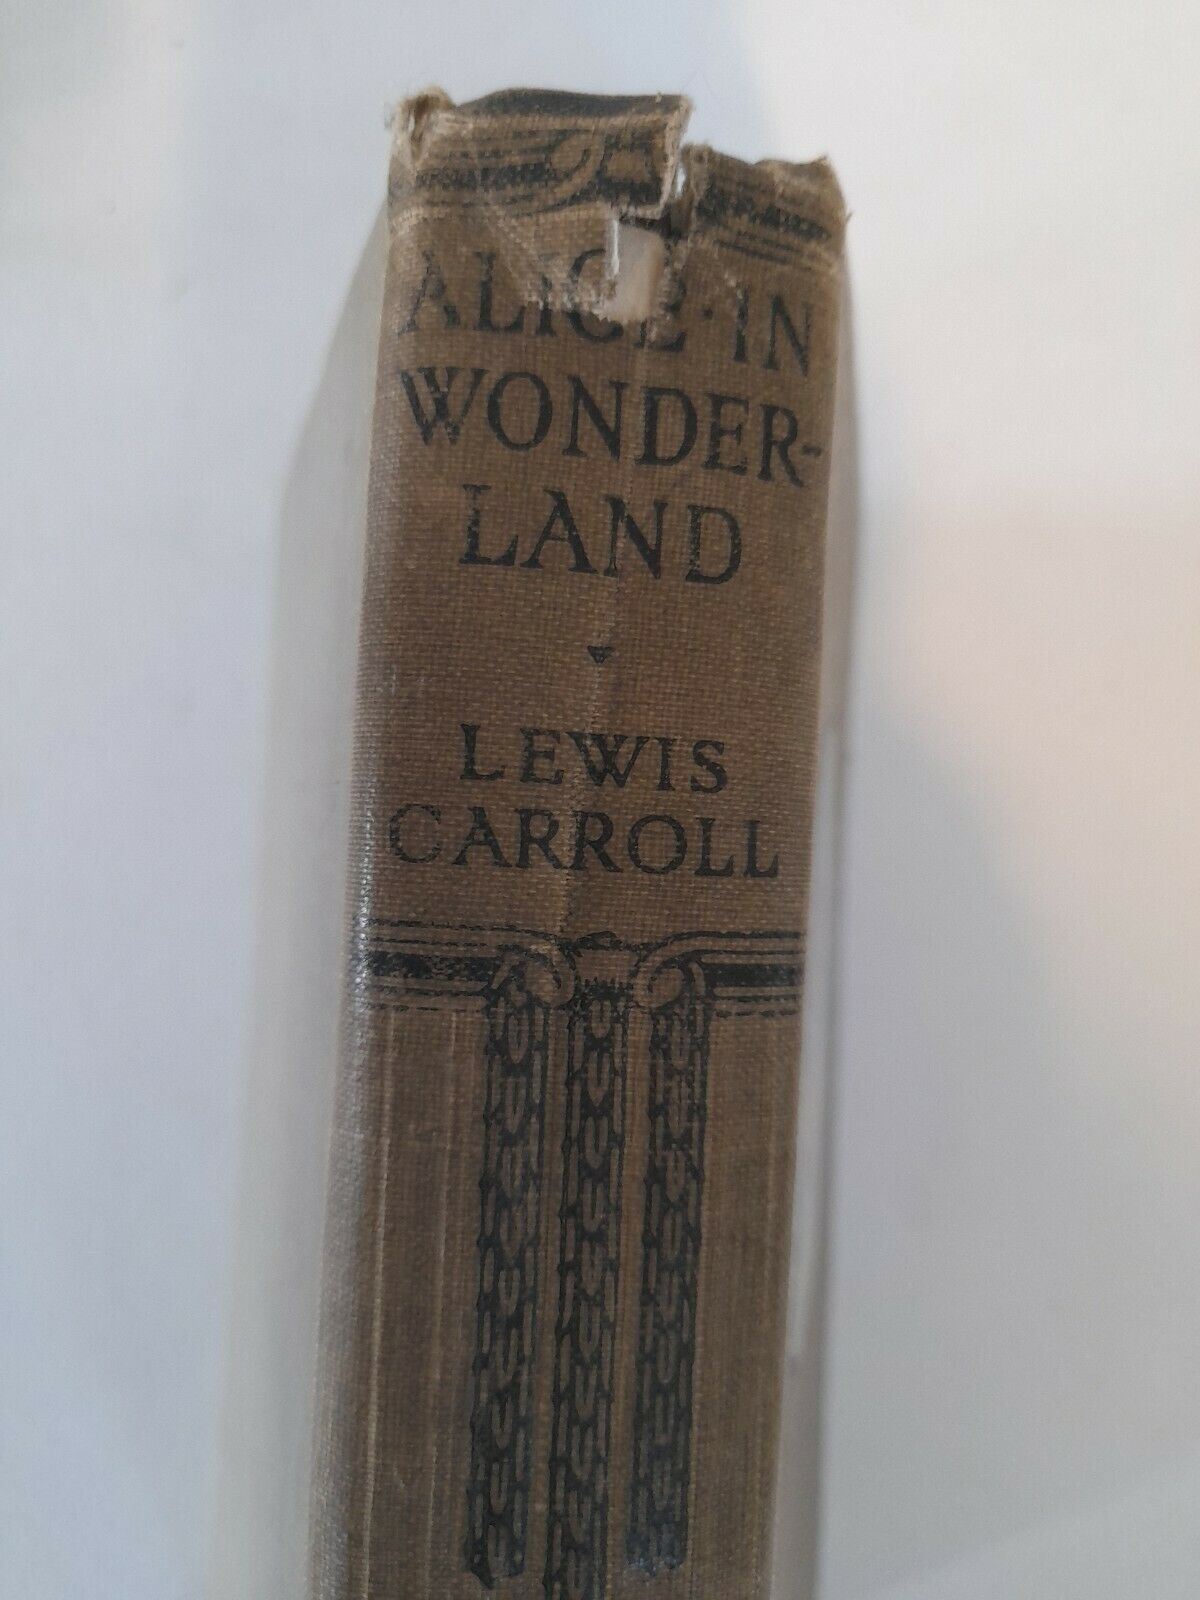 ALICE·IN
WONDER-
LAND
LEWIS
CARROLL